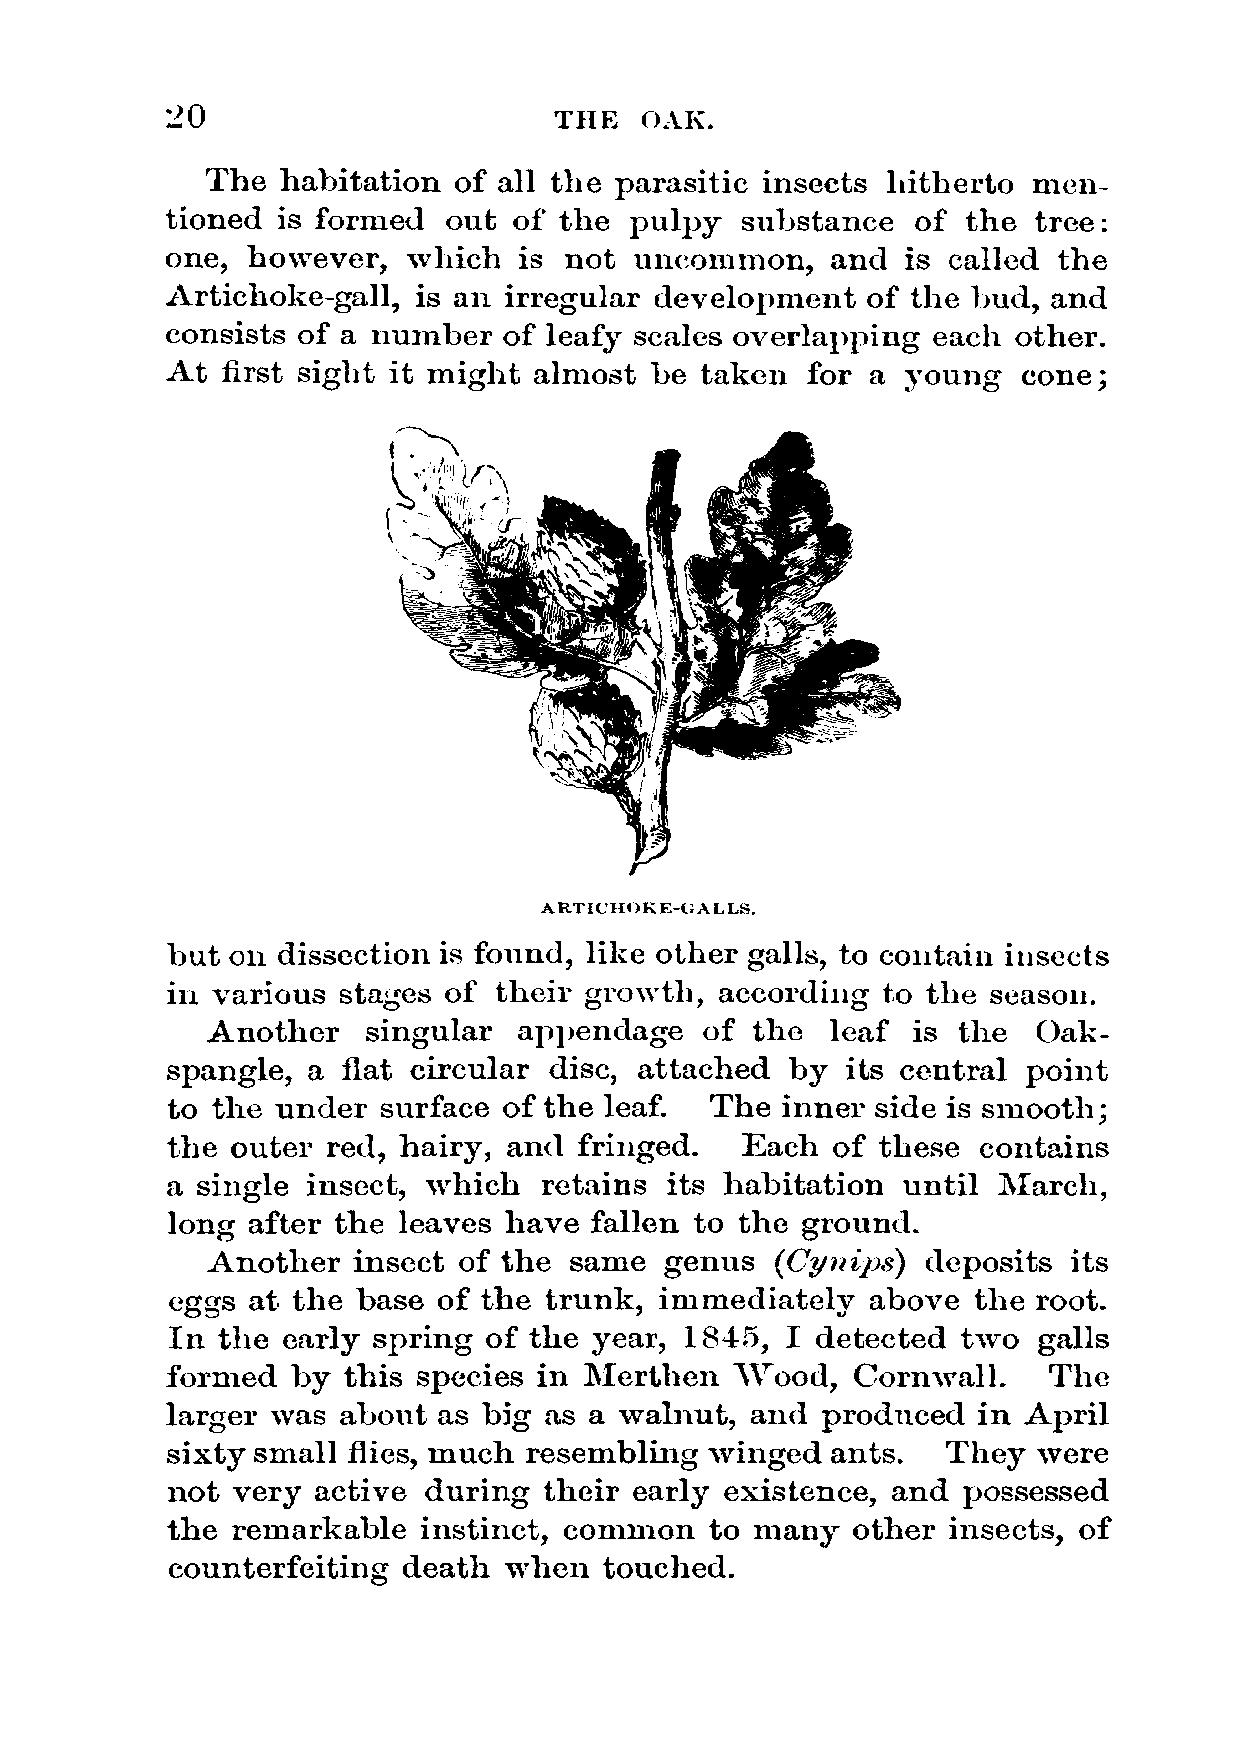 20 THE OAK.
The habitation of all the parasitic insects hitherto men-
tioned is formed out of the pulpy substance of the tree:
one, however, which is not uncommon, and is called the
Artichoke-gall, is an irregular development of the bud, and
consists of a number of leafy scales overlapping each other.
At first sight it might almost be taken for a young cone;
ARTICHOKE-GALLS.
but on dissection is found, like other galls, to contain insects
in various stages of their growth, according to the season.
Another singular appendage of the leaf is the Oak-
spangle, a flat circular disc, attached by its central point
to the under surface of the leaf. The inner side is smooth;
the outer red, hairy, and fringed. Each of these contains
a single insect, which retains its habitation until March,
long after the leaves have fallen to the ground.
Another insect of the same genus (Cynips) deposits its
eggs at the base of the trunk, immediately above the root.
In the early spring of the year, 1845, I detected two galls
formed by this species in Merthen Wood, Cornwall. The
larger was about as big as a walnut, and produced in April
sixty small flies, much resembling winged ants. They were
not very active during their early existence, and possessed
the remarkable instinct, common to many other insects, of
counterfeiting death when touched.